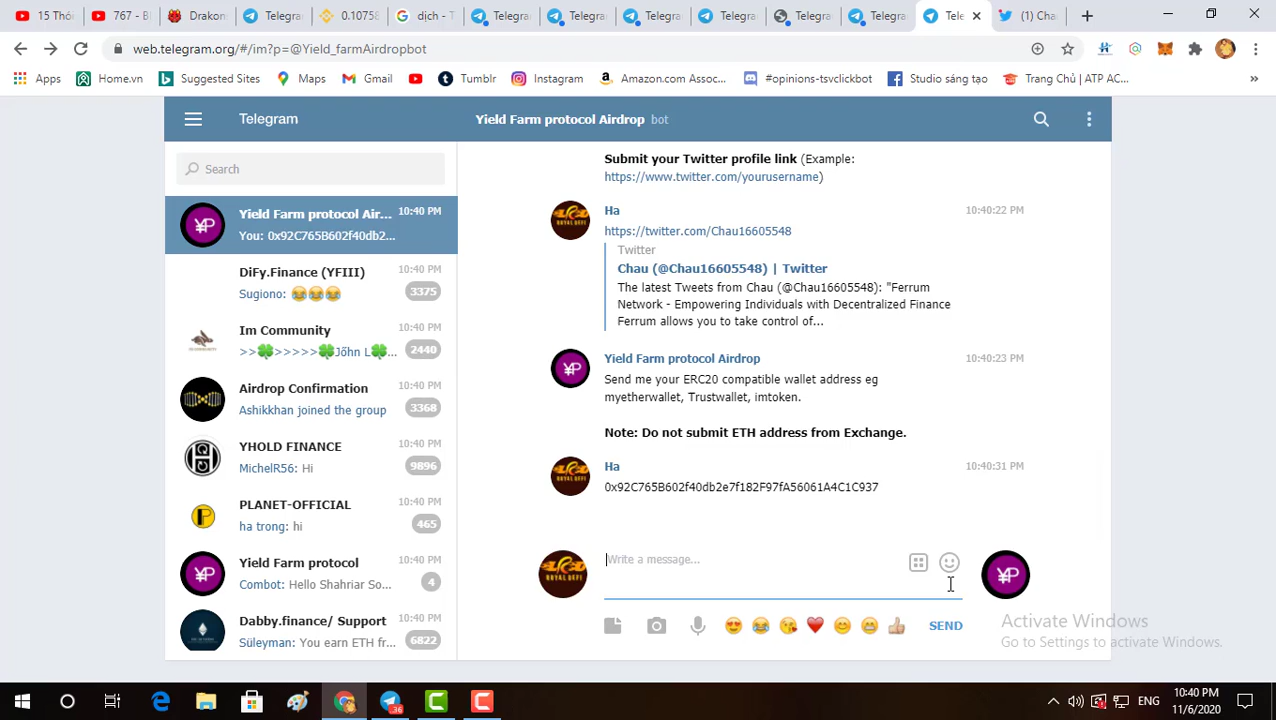 15 Thó
767 - B
Drakon
Telegram
0.10758
dịch - T
Telegra
Telegra
Telegra
Telegra
Telegra
Telegra
Tele
(1) Cha
web.telegram.org/#/im?p=@Yield_farmAirdropbot
Apps
Home.vn
Suggested Sites
Maps
Gmail
Tumblr
Instagram
Amazon.com Assoc...
#opinions-tsvclickbot
Studio sáng tạo
Trang Chủ | ATP AC...
»
Telegram
Yield Farm protocol Airdrop bot
Search
Yield Farm protocol Air... 10:40 PM
You: 0x92C765B602f40db2...
DiFy.Finance (YFIII) 10:40 PM
Sugiono: 😂😂😂 3375
Im Community 10:40 PM
>>🍀>>>>>🍀Jőhn L🍀... 2440
Airdrop Confirmation 10:40 PM
Ashikkhan joined the group 3368
YHOLD FINANCE 10:40 PM
MichelR56: Hi 9896
PLANET-OFFICIAL 10:40 PM
ha trong: hi 465
Yield Farm protocol 10:40 PM
Combot: Hello Shahriar So... 4
Dabby.finance/ Support 10:40 PM
Süleyman: You earn ETH fr... 6822
Submit your Twitter profile link (Example:
https://www.twitter.com/yourusername)
Ha 10:40:22 PM
https://twitter.com/Chau16605548
Twitter
Chau (@Chau16605548) | Twitter
The latest Tweets from Chau (@Chau16605548): "Ferrum
Network - Empowering Individuals with Decentralized Finance
Ferrum allows you to take control of...
Yield Farm protocol Airdrop 10:40:23 PM
Send me your ERC20 compatible wallet address eg
myetherwallet, Trustwallet, imtoken.
Note: Do not submit ETH address from Exchange.
Ha 10:40:31 PM
0x92C765B602f40db2e7f182F97fA56061A4C1C937
Write a message...
SEND
Activate Windows
Go to Settings to activate Windows.
ROYAL DEFI
¥P
.36
ENG
10:40 PM
11/6/2020